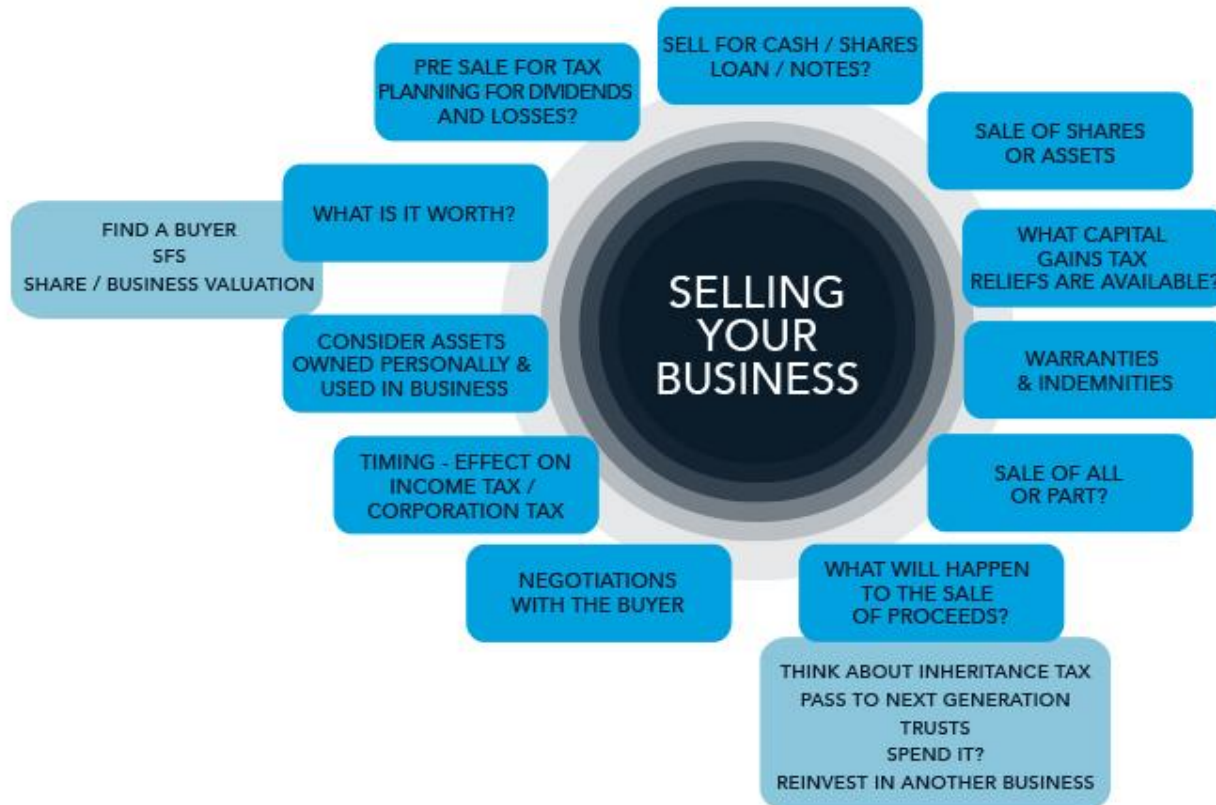 SELL FOR CASH / SHARES
LOAN / NOTES?
PRE SALE FOR TAX
PLANNING FOR DIVIDENDS
AND LOSSES?
SALE OF SHARES
OR ASSETS
WHAT IS IT WORTH?
FIND A BUYER
SFS
SHARE / BUSINESS VALUATION
WHAT CAPITAL
GAINS TAX
RELIEFS ARE AVAILABLE?
SELLING
YOUR
BUSINESS
CONSIDER ASSETS
OWNED PERSONALLY &
USED IN BUSINESS
WARRANTIES
& INDEMNITIES
TIMING - EFFECT ON
INCOME TAX /
CORPORATION TAX
SALE OF ALL
OR PART?
NEGOTIATIONS
WITH THE BUYER
WHAT WILL HAPPEN
TO THE SALE
OF PROCEEDS?
THINK ABOUT INHERITANCE TAX
PASS TO NEXT GENERATION
TRUSTS
SPEND IT?
REINVEST IN ANOTHER BUSINESS